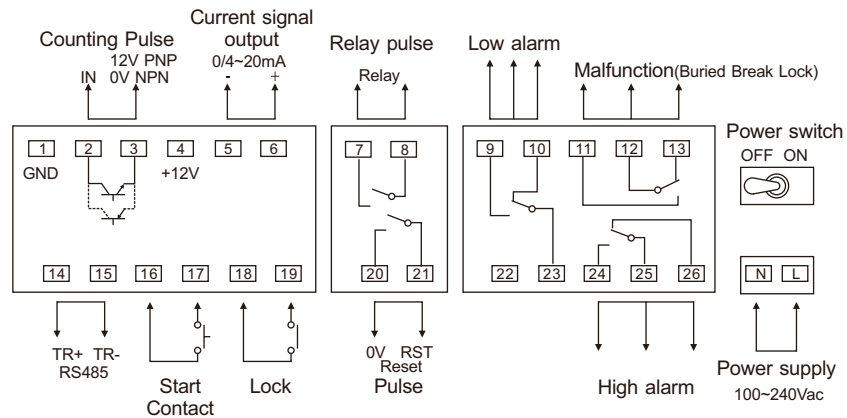 Counting Pulse
12V PNP
IN 0V NPN
Current signal
output
0/4~20mA
- +
Relay pulse
Relay
Low alarm
Malfunction(Buried Break Lock)
Power switch
OFF ON
1 2 3 4 5 6
GND +12V
7 8
9 10 11 12 13
14 15 16 17 18 19
20 21
22 23 24 25 26
N L
TR+ TR-
RS485
Start
Contact
Lock
0V RST
Reset
Pulse
High alarm
Power supply
100~240Vac